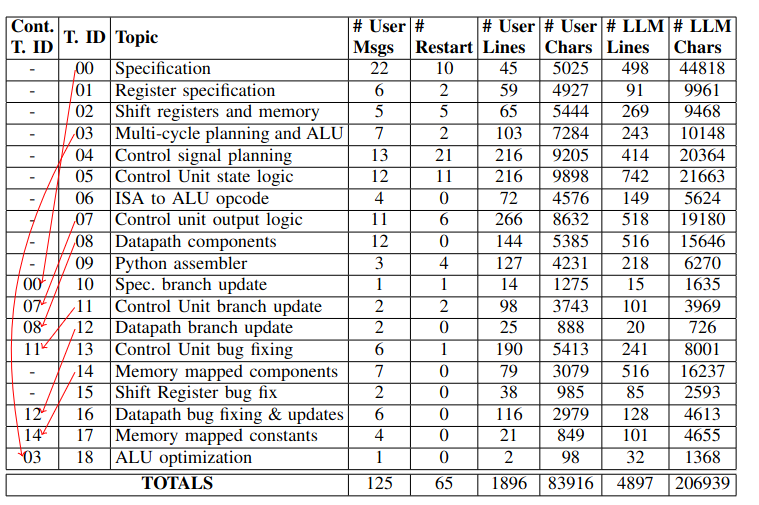 Cont. T. ID | T. ID | Topic | # User Msgs | # Restart | # User Lines | # User Chars | # LLM Lines | # LLM Chars
- 00 Specification 22 10 45 5025 498 44818
- 01 Register specification 6 2 59 4927 91 9961
- 02 Shift registers and memory 5 5 65 5444 269 9468
- 03 Multi-cycle planning and ALU 7 2 103 7284 243 10148
- 04 Control signal planning 13 21 216 9205 414 20364
- 05 Control Unit state logic 12 11 216 9898 742 21663
- 06 ISA to ALU opcode 4 0 72 4576 149 5624
- 07 Control unit output logic 11 6 266 8632 518 19180
- 08 Datapath components 12 0 144 5385 516 15646
- 09 Python assembler 3 4 127 4231 218 6270
00 10 Spec. branch update 1 1 14 1275 15 1635
07 11 Control Unit branch update 2 2 98 3743 101 3969
08 12 Datapath branch update 2 0 25 888 20 726
11 13 Control Unit bug fixing 6 1 190 5413 241 8001
- 14 Memory mapped components 7 0 79 3079 516 16237
- 15 Shift Register bug fix 2 0 38 985 85 2593
12 16 Datapath bug fixing & updates 6 0 116 2979 128 4613
14 17 Memory mapped constants 4 0 21 849 101 4655
03 18 ALU optimization 1 0 2 98 32 1368
TOTALS 125 65 1896 83916 4897 206939